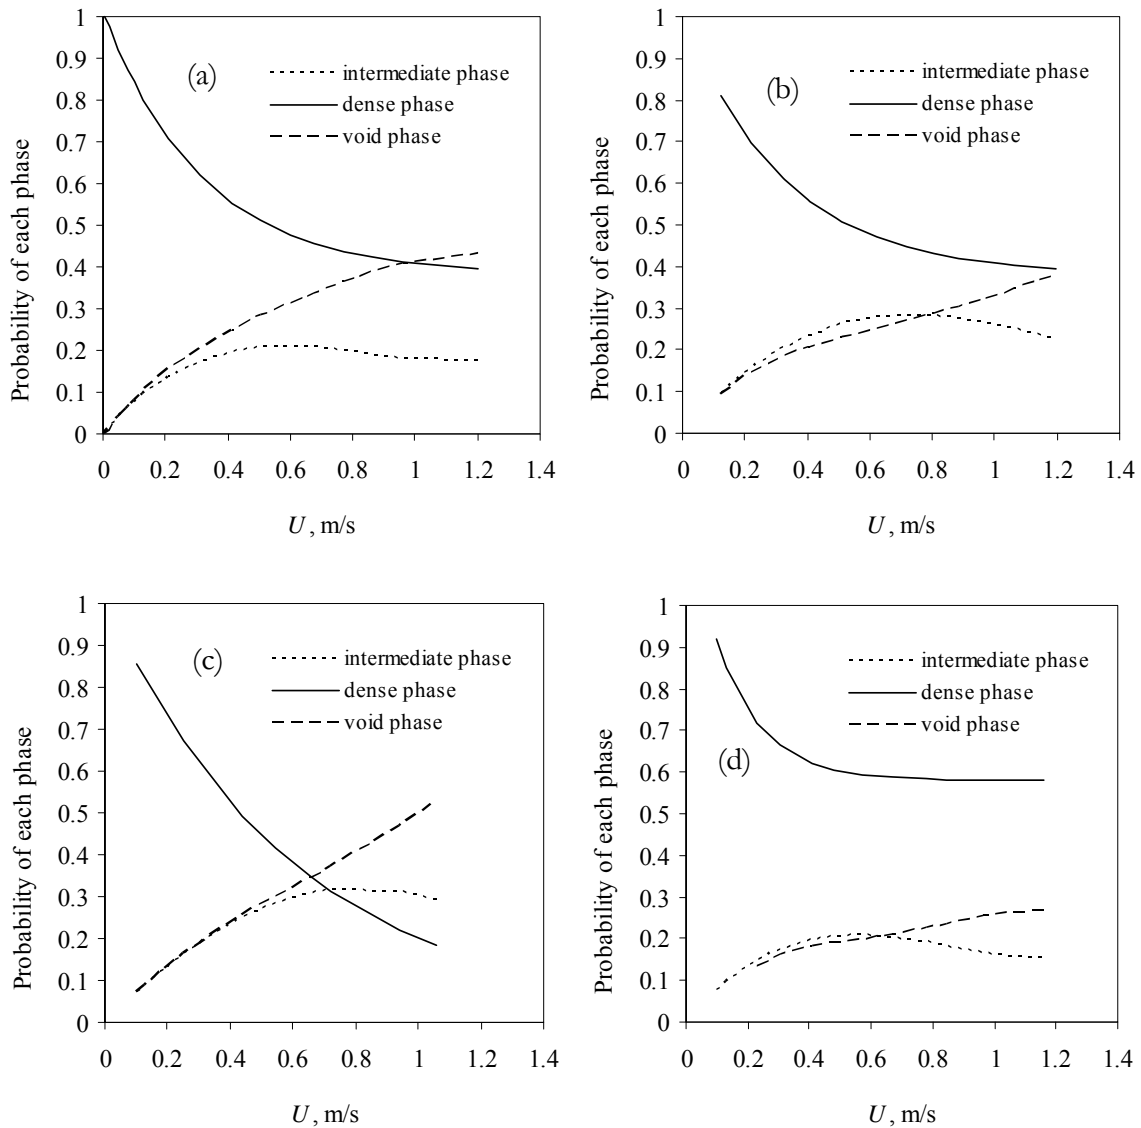 1
0.9
0.8
0.7
0.6
0.5
0.4
0.3
0.2
0.1
0
Probability of each phase
(a)
intermediate phase
dense phase
void phase
0 0.2 0.4 0.6 0.8 1 1.2 1.4
U, m/s
1
0.9
0.8
0.7
0.6
0.5
0.4
0.3
0.2
0.1
0
Probability of each phase
(b)
intermediate phase
dense phase
void phase
0 0.2 0.4 0.6 0.8 1 1.2 1.4
U, m/s
1
0.9
0.8
0.7
0.6
0.5
0.4
0.3
0.2
0.1
0
Probability of each phase
(c)
intermediate phase
dense phase
void phase
0 0.2 0.4 0.6 0.8 1 1.2 1.4
U, m/s
1
0.9
0.8
0.7
0.6
0.5
0.4
0.3
0.2
0.1
0
Probability of each phase
(d)
intermediate phase
dense phase
void phase
0 0.2 0.4 0.6 0.8 1 1.2 1.4
U, m/s